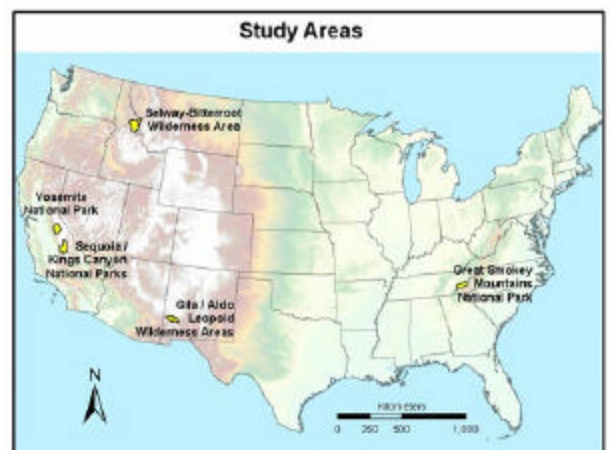 Study Areas
Selway-Bitterroot
Wilderness Area
Yosemite
National Park
Sequoia /
Kings Canyon
National Parks
Gila / Aldo
Leopold
Wilderness Areas
Great Smokey
Mountains
National Park
N
Kilometers
0 250 500 1,000